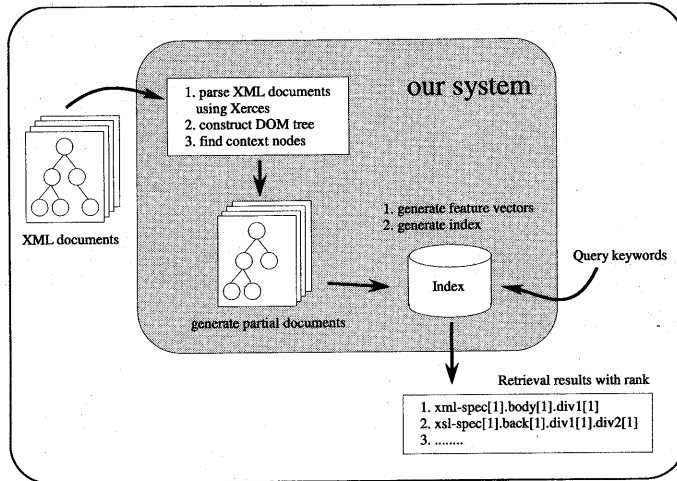 our system
1. parse XML documents
using Xerces
2. construct DOM tree
3. find context nodes
XML documents
1. generate feature vectors
2. generate index
Query keywords
Index
generate partial documents
Retrieval results with rank
1. xml-spec[1].body[1].div1[1]
2. xsl-spec[1].back[1].div1[1].div2[1]
3. ........